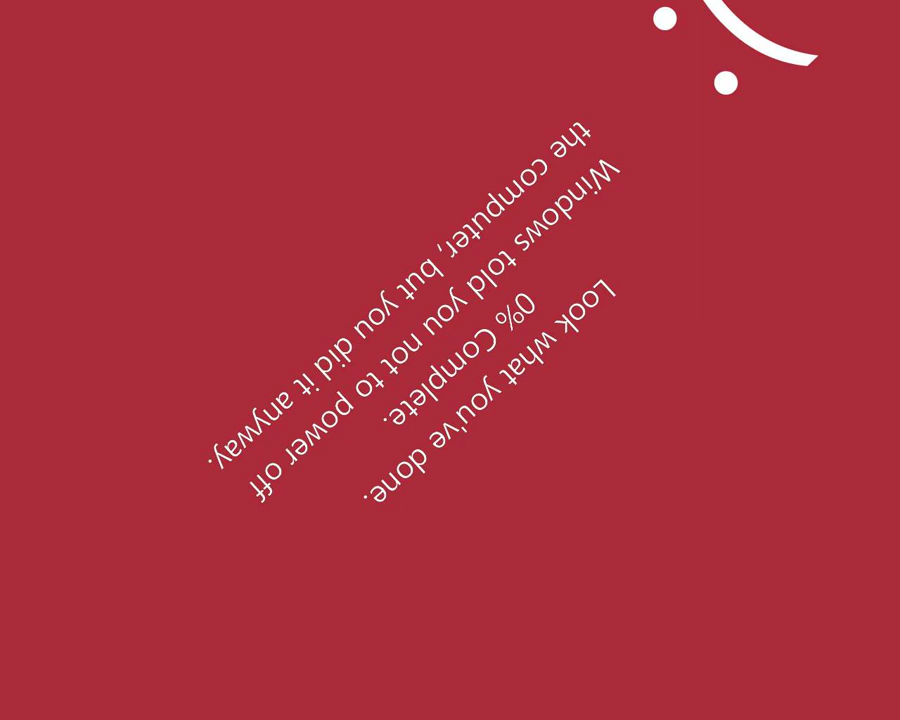 Look what you've done.
0% Complete.
Windows told you not to power off
the computer, but you did it anyway.